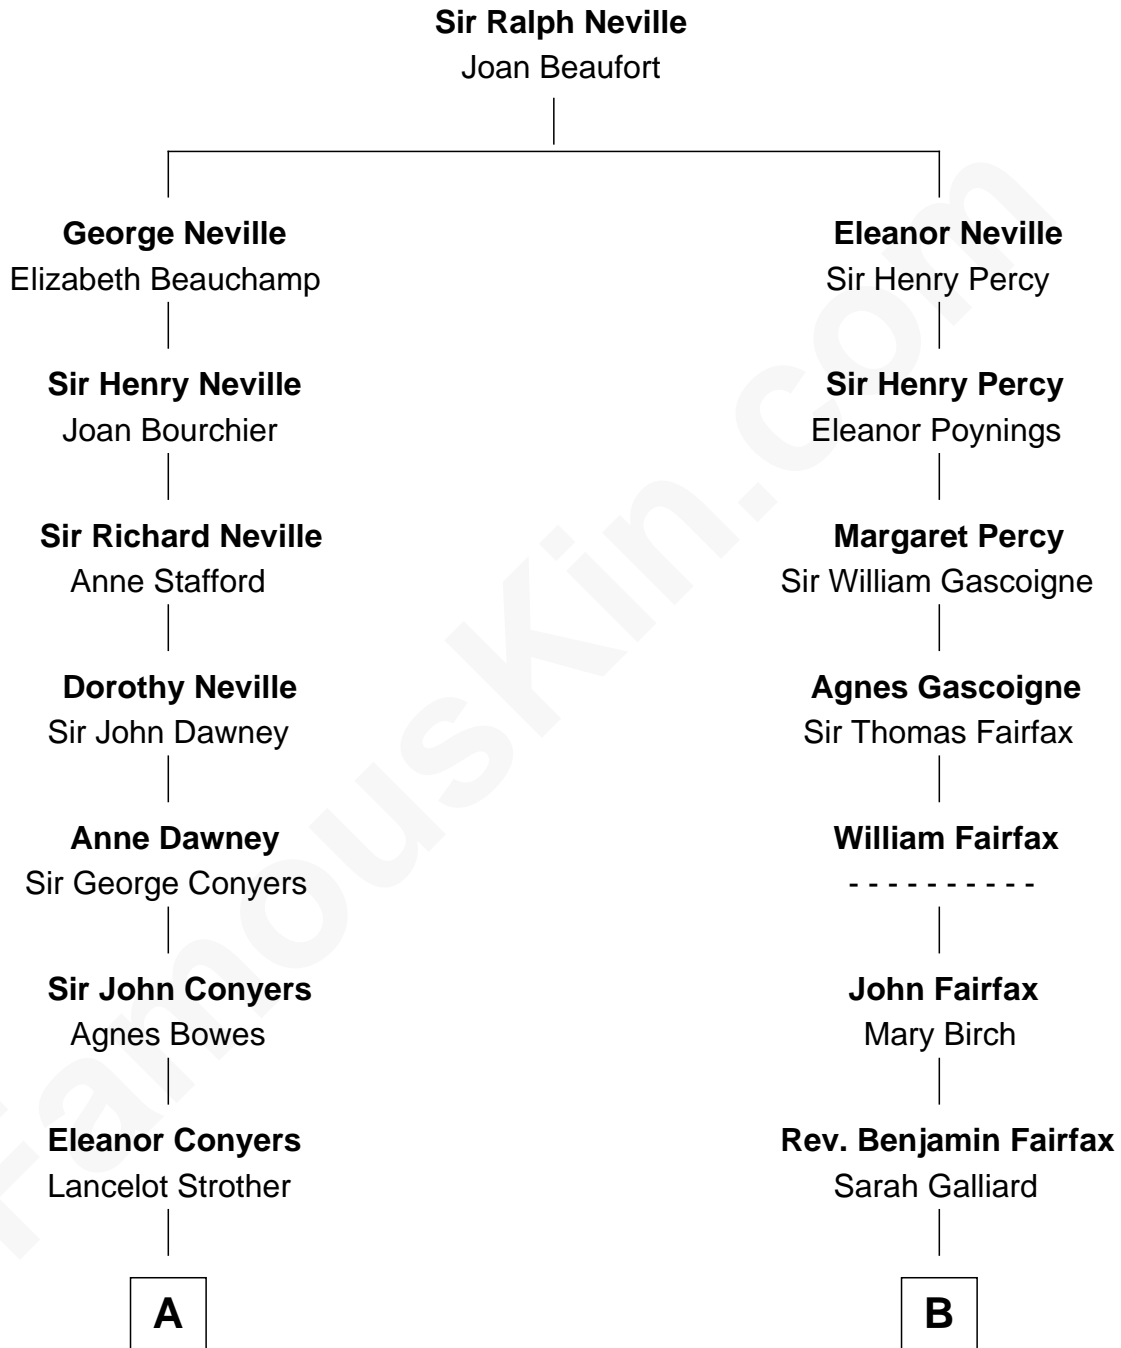 Sir Ralph Neville
Joan Beaufort
George Neville
Elizabeth Beauchamp
Eleanor Neville
Sir Henry Percy
Sir Henry Neville
Joan Bourchier
Sir Henry Percy
Eleanor Poynings
Sir Richard Neville
Anne Stafford
Margaret Percy
Sir William Gascoigne
Dorothy Neville
Sir John Dawney
Agnes Gascoigne
Sir Thomas Fairfax
Anne Dawney
Sir George Conyers
William Fairfax
- - - - - - - - - -
Sir John Conyers
Agnes Bowes
John Fairfax
Mary Birch
Eleanor Conyers
Lancelot Strother
Rev. Benjamin Fairfax
Sarah Galliard
A
B
FamousKin.com